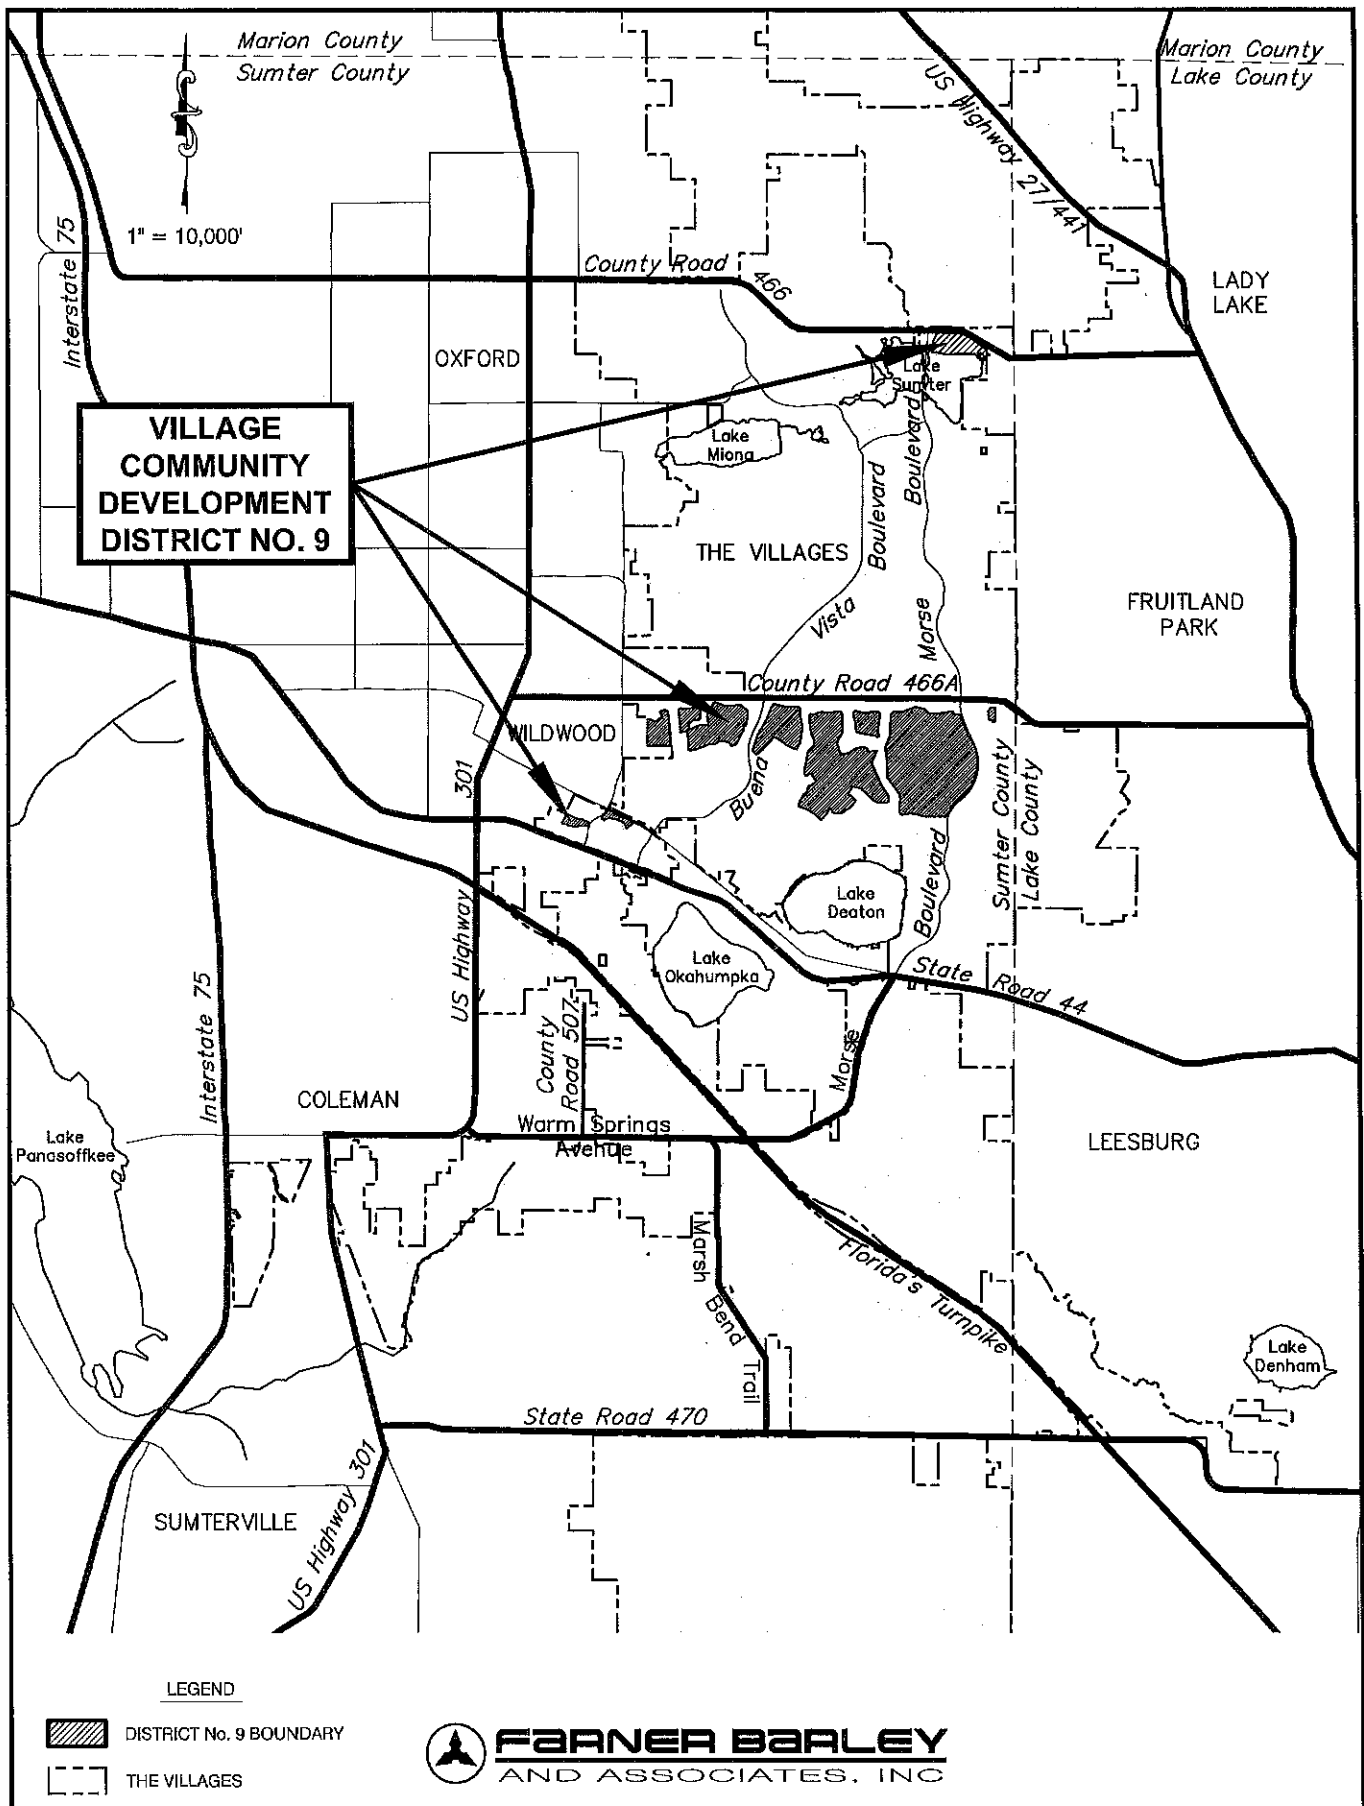 Marion County
Sumter County
Marion County
Lake County
US Highway 27/441
1" = 10,000'
Interstate 75
County Road 466
LADY
LAKE
OXFORD
Lake
Sumter
VILLAGE
COMMUNITY
DEVELOPMENT
DISTRICT NO. 9
Lake
Miona
Boulevard
Boulevard
THE VILLAGES
Vista
Morse
FRUITLAND
PARK
County Road 466A
WILDWOOD
301
Buena
Sumter County
Lake County
Boulevard
Lake
Deaton
US Highway
Lake
Okahumpka
State Road 44
Interstate 75
County
Road 507
Morse
COLEMAN
Warm Springs
Avenue
Lake
Panasoffkee
LEESBURG
Marsh Bend Trail
Florida's Turnpike
Lake
Denham
State Road 470
US Highway 301
SUMTERVILLE
LEGEND
DISTRICT No. 9 BOUNDARY
THE VILLAGES
FARNER BARLEY
AND ASSOCIATES, INC